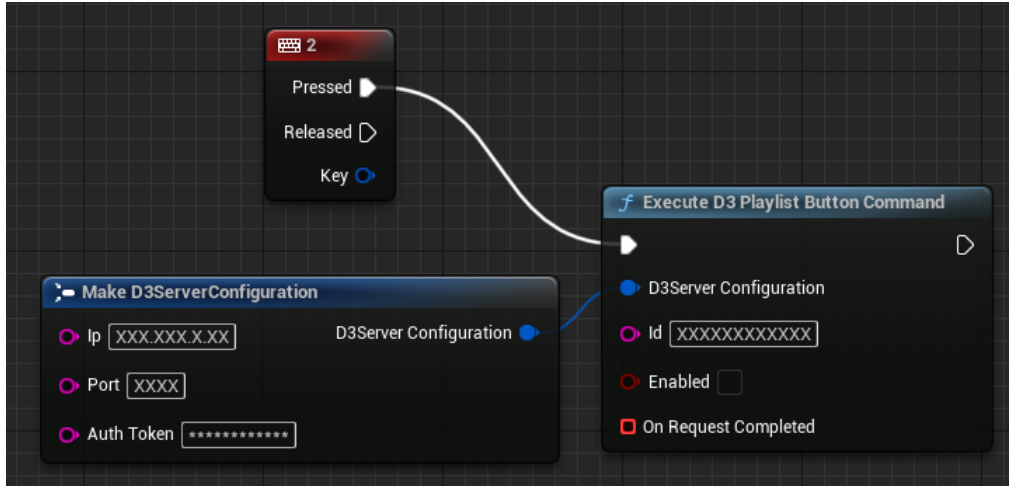 2
Pressed
Released
Key
f Execute D3 Playlist Button Command
D3Server Configuration
Id XXXXXXXXXXXX
Enabled
On Request Completed
Make D3ServerConfiguration
Ip XXX.XXX.X.XX
D3Server Configuration
Port XXXX
Auth Token ************